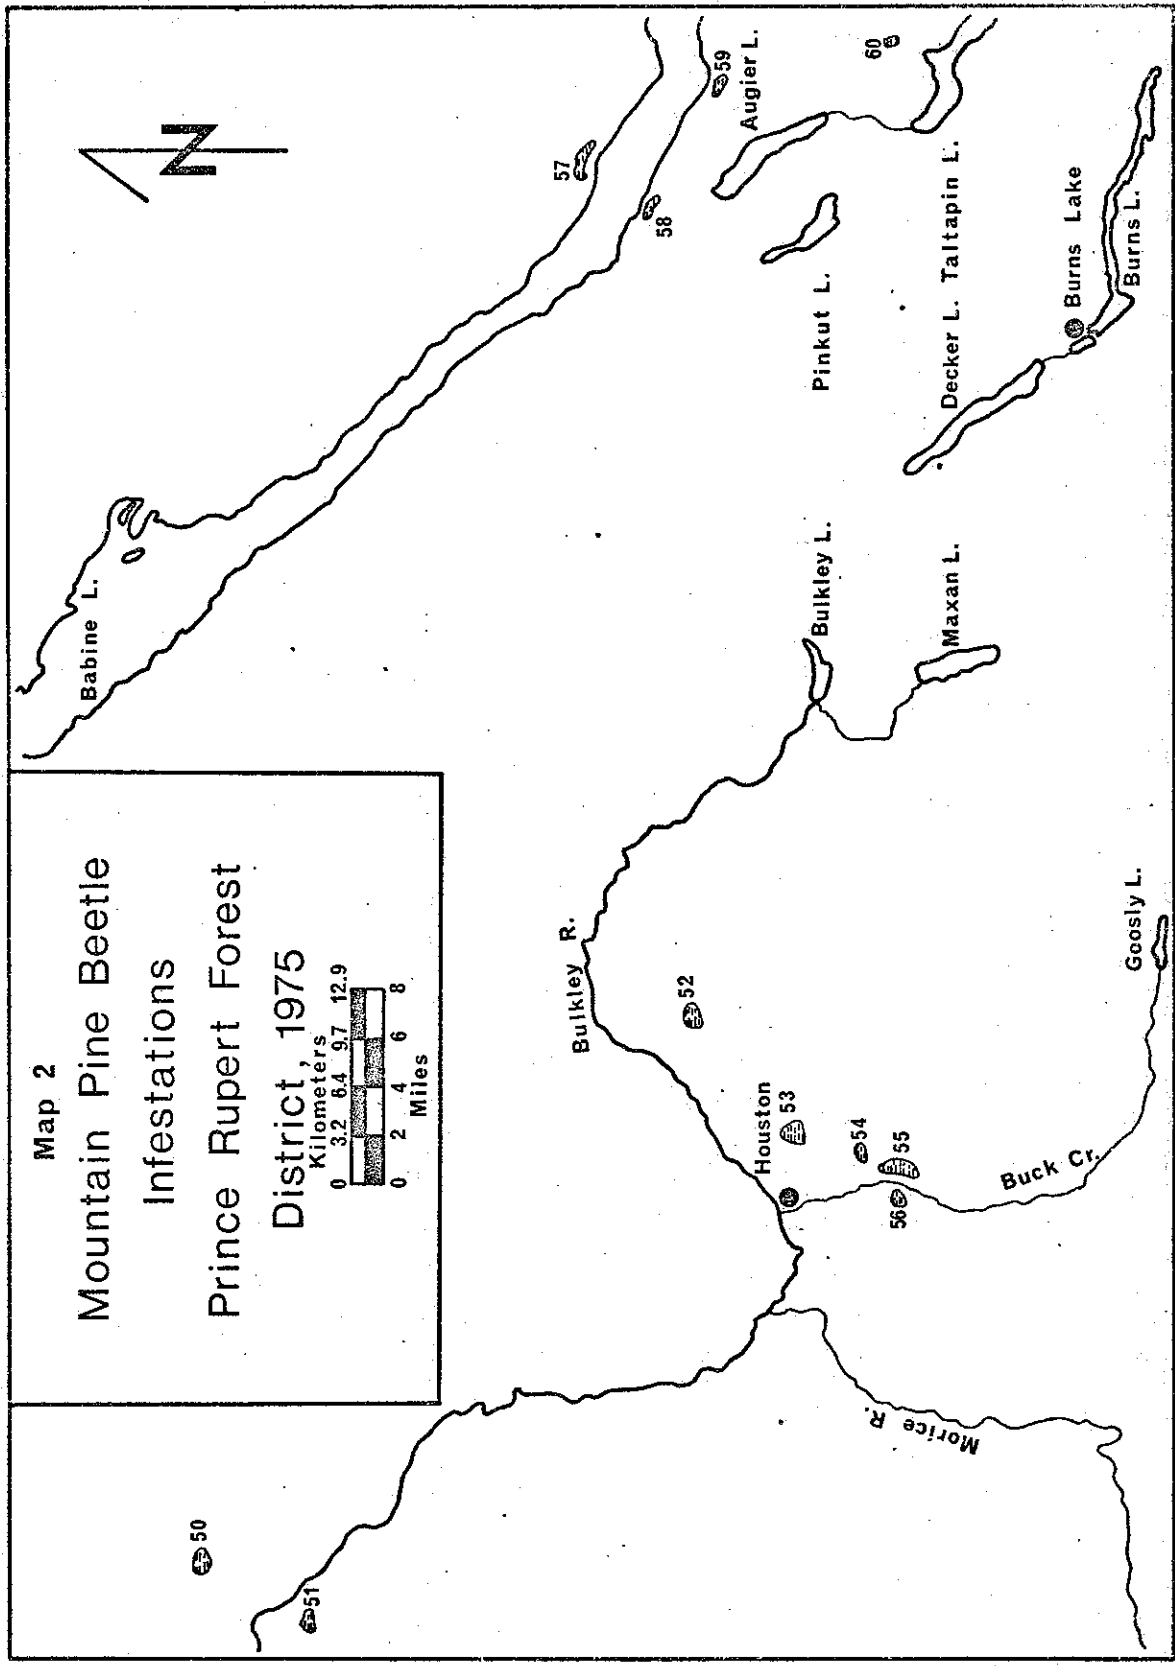 Map 2
Mountain Pine Beetle
Infestations
Prince Rupert Forest
District, 1975
Kilometers
0 3.2 6.4 9.7 12.9
0 2 4 6 8
Miles
N
Babine L.
50
51
57
58
59
Augier L.
60
Bulkley R.
52
Houston
53
54
55
56
Buck Cr.
Morice R.
Goosly L.
Bulkley L.
Maxan L.
Pinkut L.
Decker L. Taltapin L.
Burns Lake
Burns L.